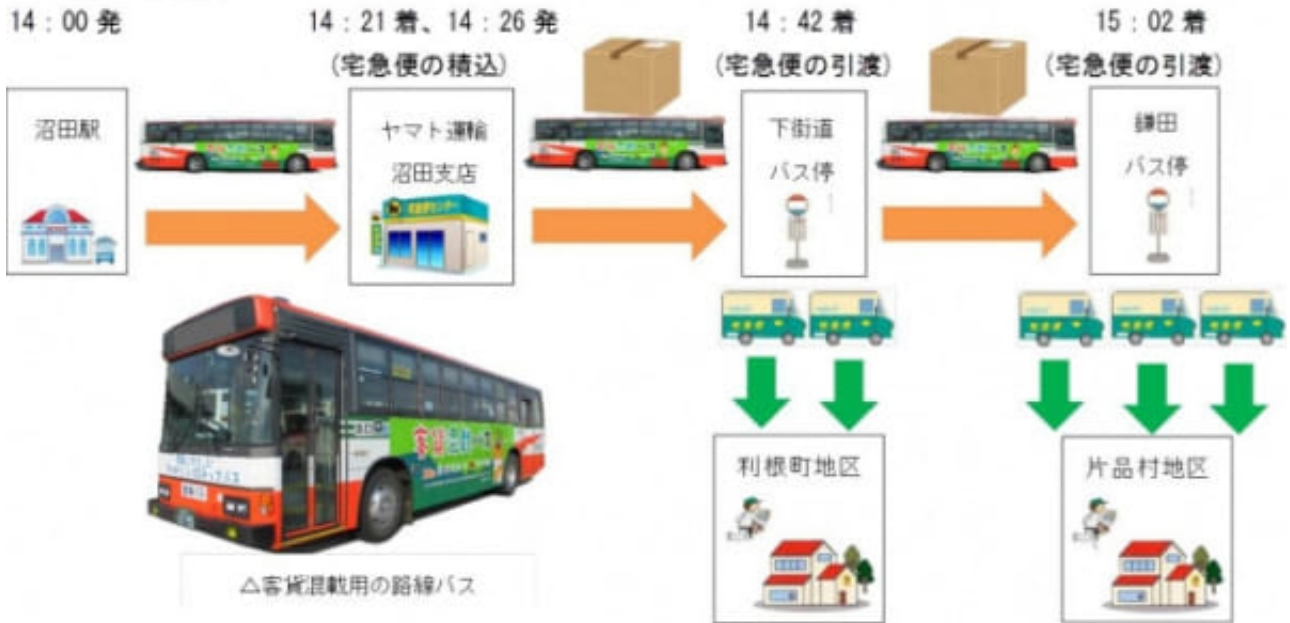 14：00 発
14：21 着、14：26 発
(宅急便の積込)
14：42 着
(宅急便の引渡)
15：02 着
(宅急便の引渡)
沼田駅
ヤマト運輸
沼田支店
下街道
バス停
鎌田
バス停
客貨混載
利根町地区
片品村地区
△客貨混載用の路線バス